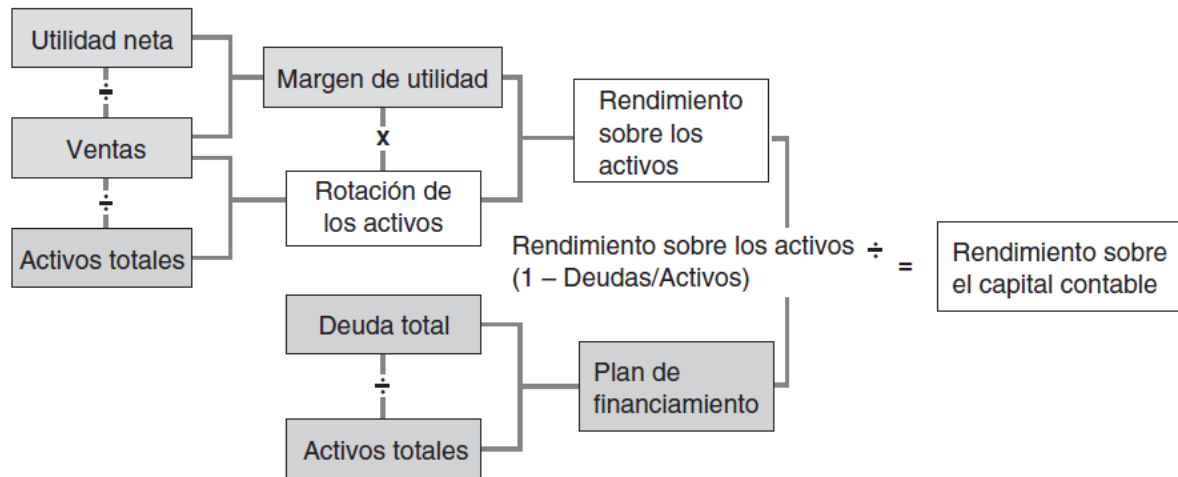 Utilidad neta
÷
Ventas
÷
Activos totales
Margen de utilidad
x
Rotación de
los activos
Rendimiento
sobre los
activos
Rendimiento sobre los activos ÷
(1 – Deudas/Activos)
=
Rendimiento sobre
el capital contable
Deuda total
÷
Activos totales
Plan de
financiamiento